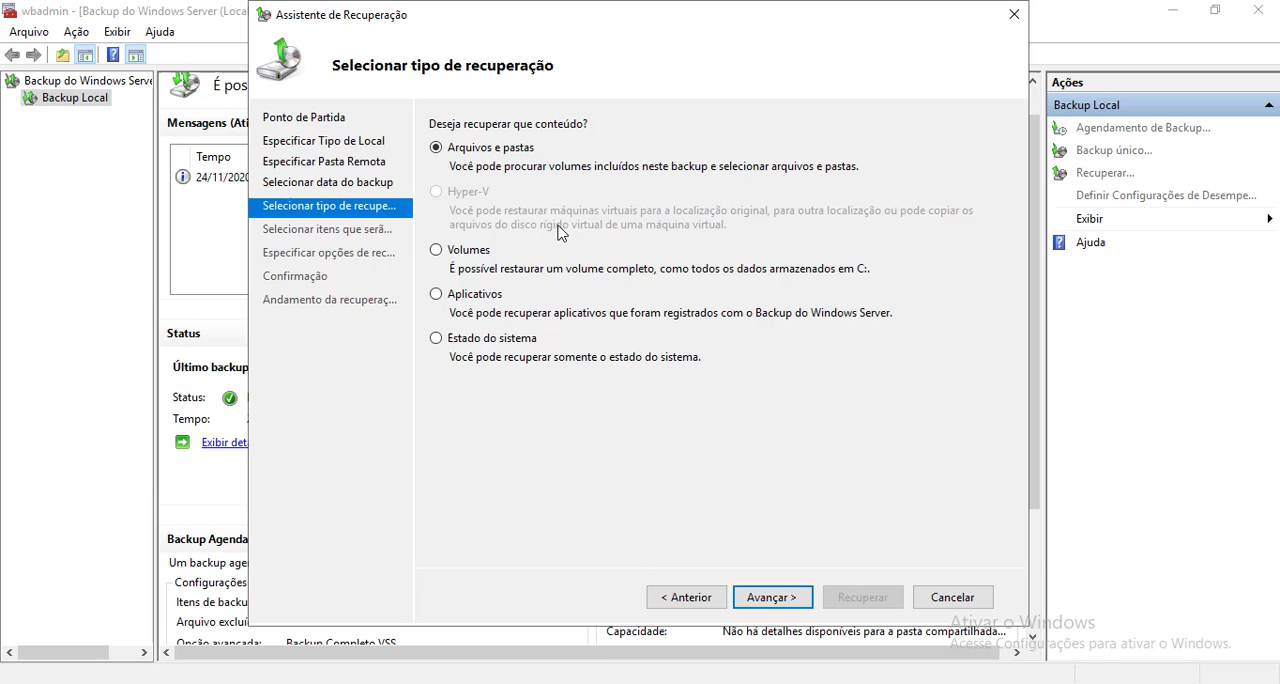 wbadmin - [Backup do Windows Server (Loca
Arquivo Ação Exibir Ajuda
Backup do Windows Serve
Backup Local
É pos
Mensagens (Ati
Tempo
24/11/2020
Status
Último backup
Status:
Tempo:
Exibir deta
Backup Agenda
Um backup age
Configurações
Itens de backu
Arquivo excluí
Opção avançada: Backup Completo VSS
Capacidade: Não há detalhes disponíveis para a pasta compartilhada...
Assistente de Recuperação
Selecionar tipo de recuperação
Ponto de Partida
Especificar Tipo de Local
Especificar Pasta Remota
Selecionar data do backup
Selecionar tipo de recupe...
Selecionar itens que serã...
Especificar opções de rec...
Confirmação
Andamento da recuperaç...
Deseja recuperar que conteúdo?
Arquivos e pastas
Você pode procurar volumes incluídos neste backup e selecionar arquivos e pastas.
Hyper-V
Você pode restaurar máquinas virtuais para a localização original, para outra localização ou pode copiar os
arquivos do disco rígido virtual de uma máquina virtual.
Volumes
É possível restaurar um volume completo, como todos os dados armazenados em C:.
Aplicativos
Você pode recuperar aplicativos que foram registrados com o Backup do Windows Server.
Estado do sistema
Você pode recuperar somente o estado do sistema.
< Anterior Avançar > Recuperar Cancelar
Ações
Backup Local
Agendamento de Backup...
Backup único...
Recuperar...
Definir Configurações de Desempe...
Exibir
Ajuda
Ativar o Windows
Acesse Configurações para ativar o Windows.